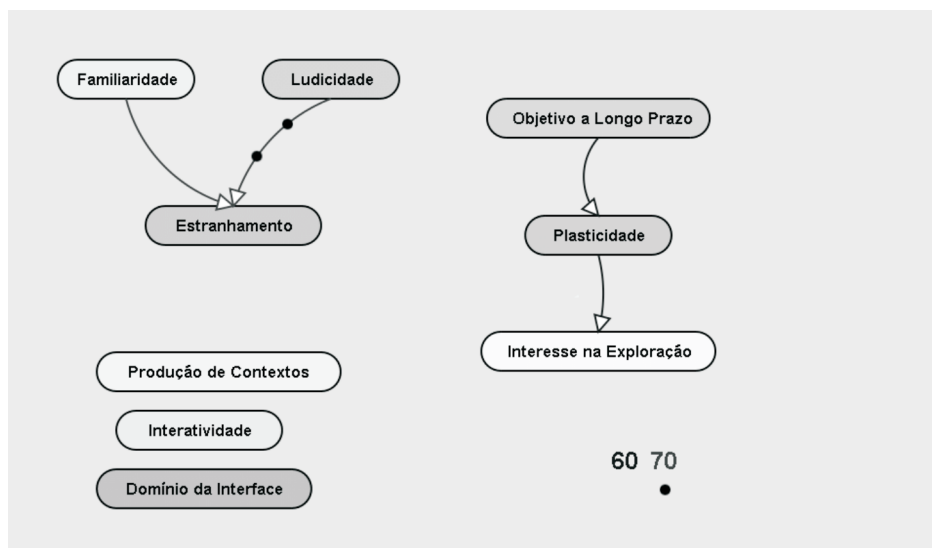 Familiaridade
Ludicidade
Objetivo a Longo Prazo
Estranhamento
Plasticidade
Interesse na Exploração
Produção de Contextos
Interatividade
Domínio da Interface
60 70